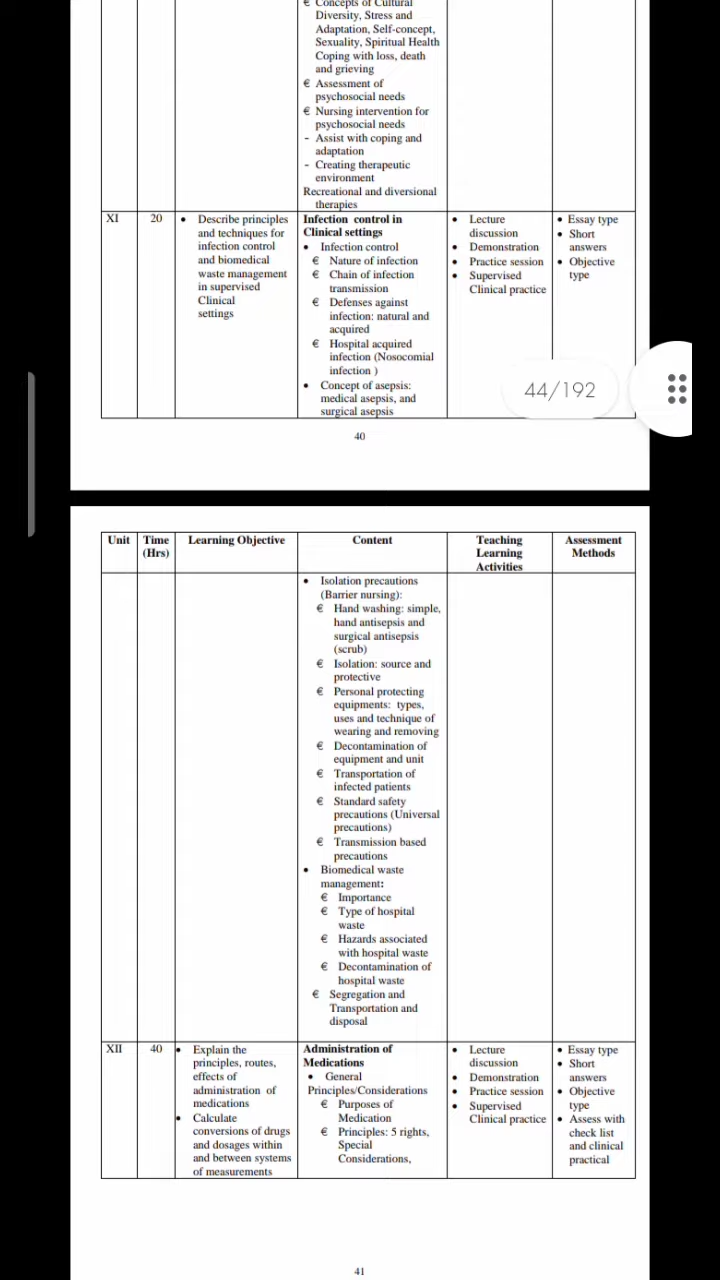 € Concepts of Cultural
Diversity, Stress and
Adaptation, Self-concept,
Sexuality, Spiritual Health
Coping with loss, death
and grieving
€ Assessment of
psychosocial needs
€ Nursing intervention for
psychosocial needs
- Assist with coping and
adaptation
- Creating therapeutic
environment
Recreational and diversional
therapies
XI
20
• Describe principles
and techniques for
infection control
and biomedical
waste management
in supervised
Clinical
settings
Infection control in
Clinical settings
• Infection control
€ Nature of infection
€ Chain of infection
transmission
€ Defenses against
infection: natural and
acquired
€ Hospital acquired
infection (Nosocomial
infection )
• Concept of asepsis:
medical asepsis, and
surgical asepsis
• Lecture
discussion
• Demonstration
• Practice session
• Supervised
Clinical practice
• Essay type
• Short
answers
• Objective
type
44/192
40
Unit
Time
(Hrs)
Learning Objective
Content
Teaching
Learning
Activities
Assessment
Methods
• Isolation precautions
(Barrier nursing):
€ Hand washing: simple,
hand antisepsis and
surgical antisepsis
(scrub)
€ Isolation: source and
protective
€ Personal protecting
equipments: types,
uses and technique of
wearing and removing
€ Decontamination of
equipment and unit
€ Transportation of
infected patients
€ Standard safety
precautions (Universal
precautions)
€ Transmission based
precautions
• Biomedical waste
management:
€ Importance
€ Type of hospital
waste
€ Hazards associated
with hospital waste
€ Decontamination of
hospital waste
€ Segregation and
Transportation and
disposal
XII
40
• Explain the
principles, routes,
effects of
administration of
medications
• Calculate
conversions of drugs
and dosages within
and between systems
of measurements
Administration of
Medications
• General
Principles/Considerations
€ Purposes of
Medication
€ Principles: 5 rights,
Special
Considerations,
• Lecture
discussion
• Demonstration
• Practice session
• Supervised
Clinical practice
• Essay type
• Short
answers
• Objective
type
• Assess with
check list
and clinical
practical
41